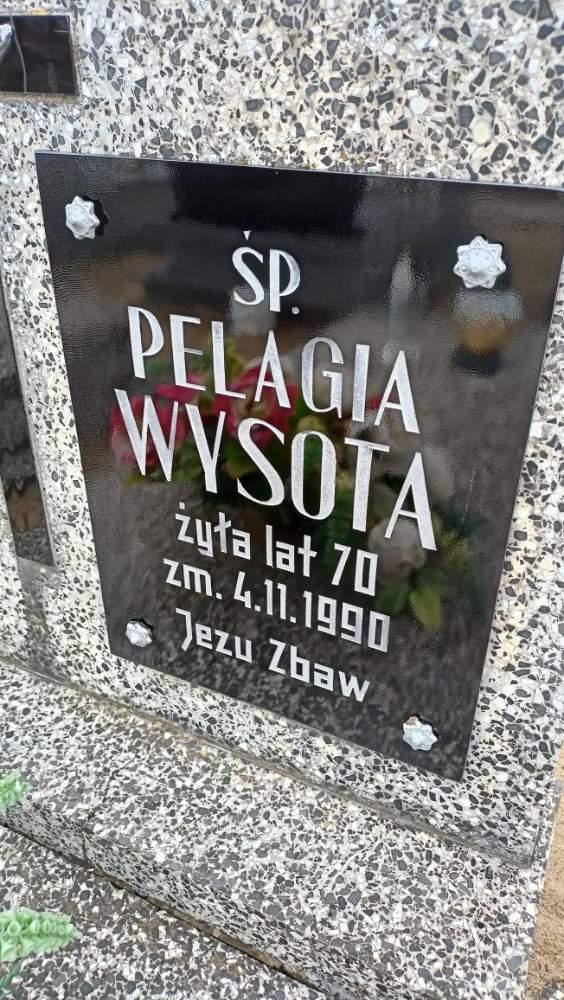 ŚP.
PELAGIA
WYSOTA
żyła lat 70
zm. 4.11.1990
Jezu Zbaw